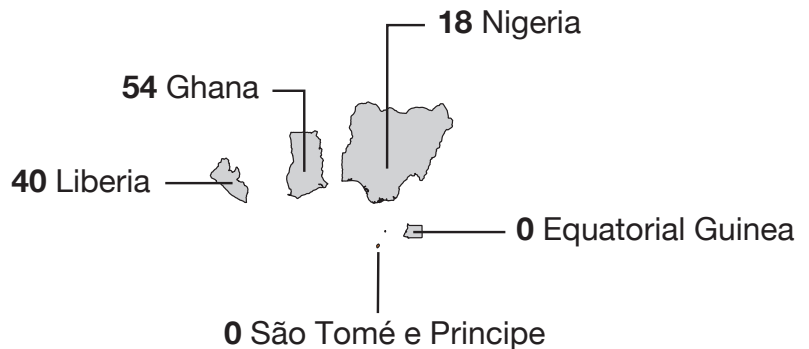 18 Nigeria
54 Ghana
40 Liberia
0 Equatorial Guinea
0 São Tomé e Principe